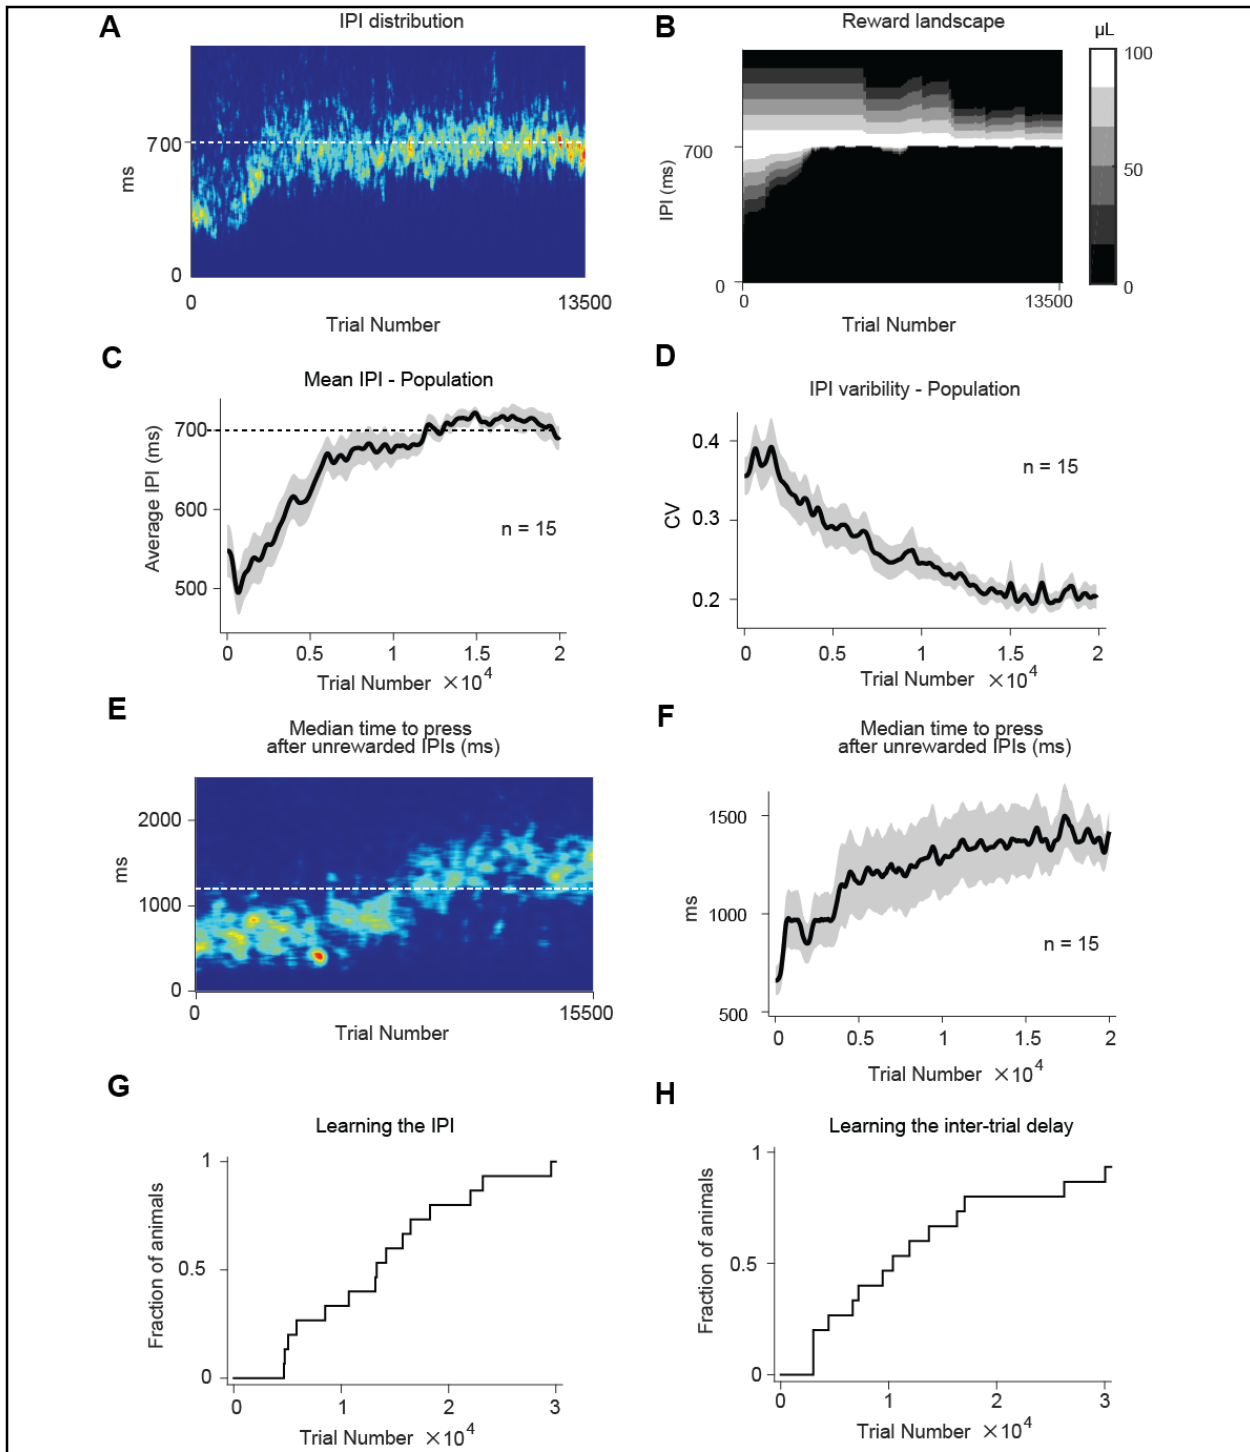 A
IPI distribution
ms
700
0
0
13500
Trial Number
B
Reward landscape
µL
100
50
0
IPI (ms)
700
0
0
13500
Trial Number
C
Mean IPI - Population
Average IPI (ms)
700
600
500
n = 15
0 0.5 1 1.5 2
Trial Number ×10⁴
D
IPI varibility - Population
CV
0.4
0.3
0.2
n = 15
0 0.5 1 1.5 2
Trial Number ×10⁴
E
Median time to press
after unrewarded IPIs (ms)
ms
2000
1000
0
0
15500
Trial Number
F
Median time to press
after unrewarded IPIs (ms)
ms
1500
1000
500
n = 15
0 0.5 1 1.5 2
Trial Number ×10⁴
G
Learning the IPI
Fraction of animals
1
0.5
0
0 1 2 3
Trial Number ×10⁴
H
Learning the inter-trial delay
Fraction of animals
1
0.5
0
0 1 2 3
Trial Number ×10⁴